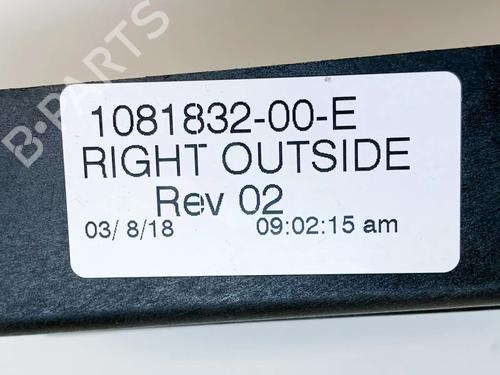 B-PARTS
1081832-00-E
RIGHT OUTSIDE
Rev 02
03/ 8/18 09:02:15 am